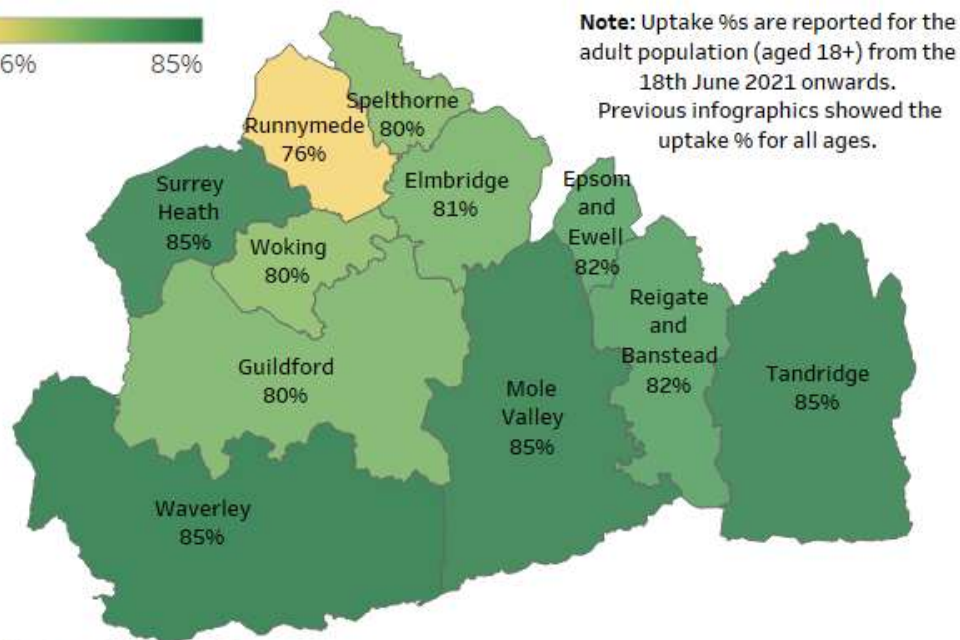 6%
85%
Note: Uptake %s are reported for the
adult population (aged 18+) from the
18th June 2021 onwards.
Previous infographics showed the
uptake % for all ages.
Spelthorne
80%
Runnymede
76%
Elmbridge
81%
Epsom
and
Ewell
82%
Surrey
Heath
85%
Woking
80%
Reigate
and
Banstead
82%
Guildford
80%
Mole
Valley
85%
Tandridge
85%
Waverley
85%